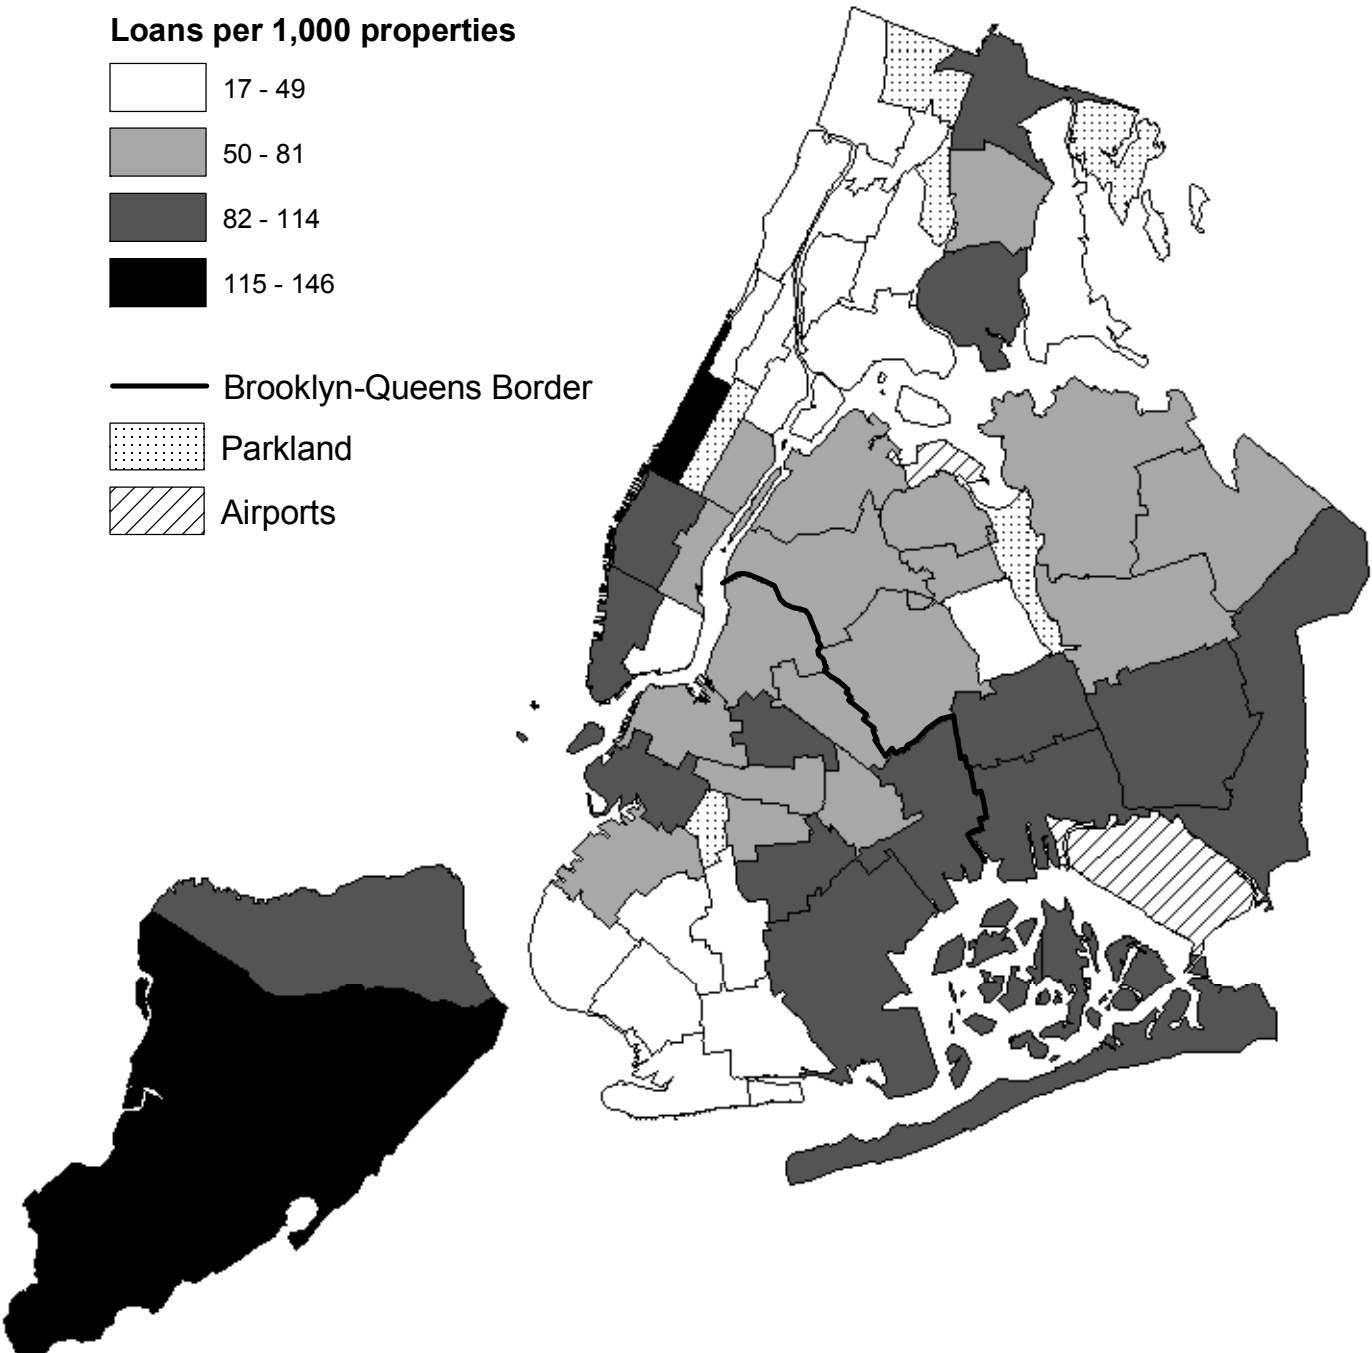 Loans per 1,000 properties
17 - 49
50 - 81
82 - 114
115 - 146
Brooklyn-Queens Border
Parkland
Airports